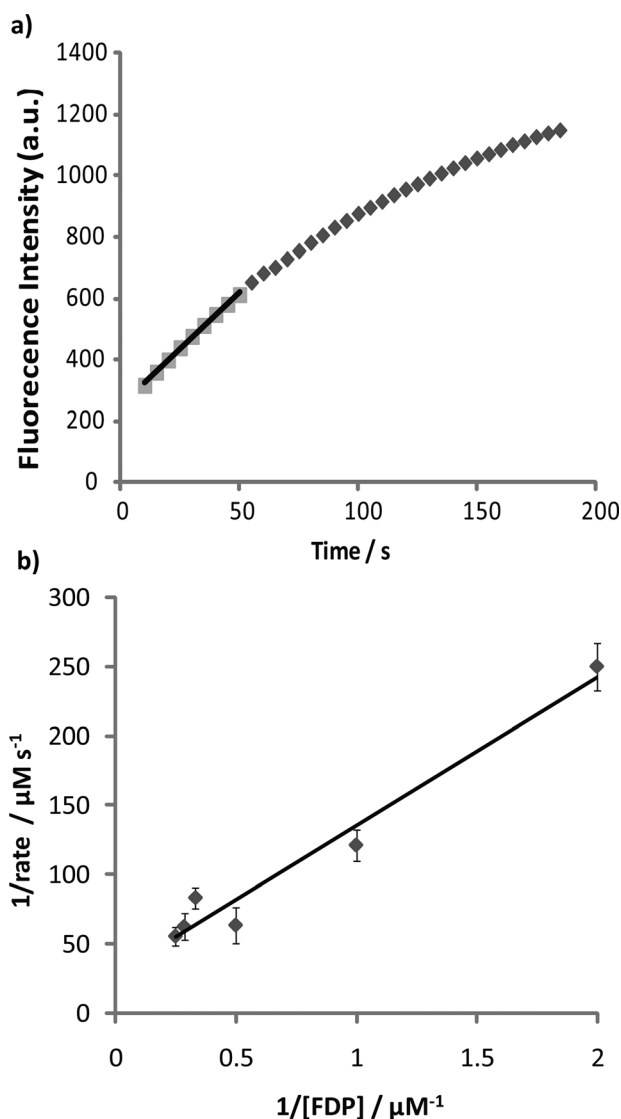 a)
Fluorecence Intensity (a.u.)
1400
1200
1000
800
600
400
200
0
0 50 100 150 200
Time / s
b)
1/rate / µM s⁻¹
300
250
200
150
100
50
0
0 0.5 1 1.5 2
1/[FDP] / µM⁻¹